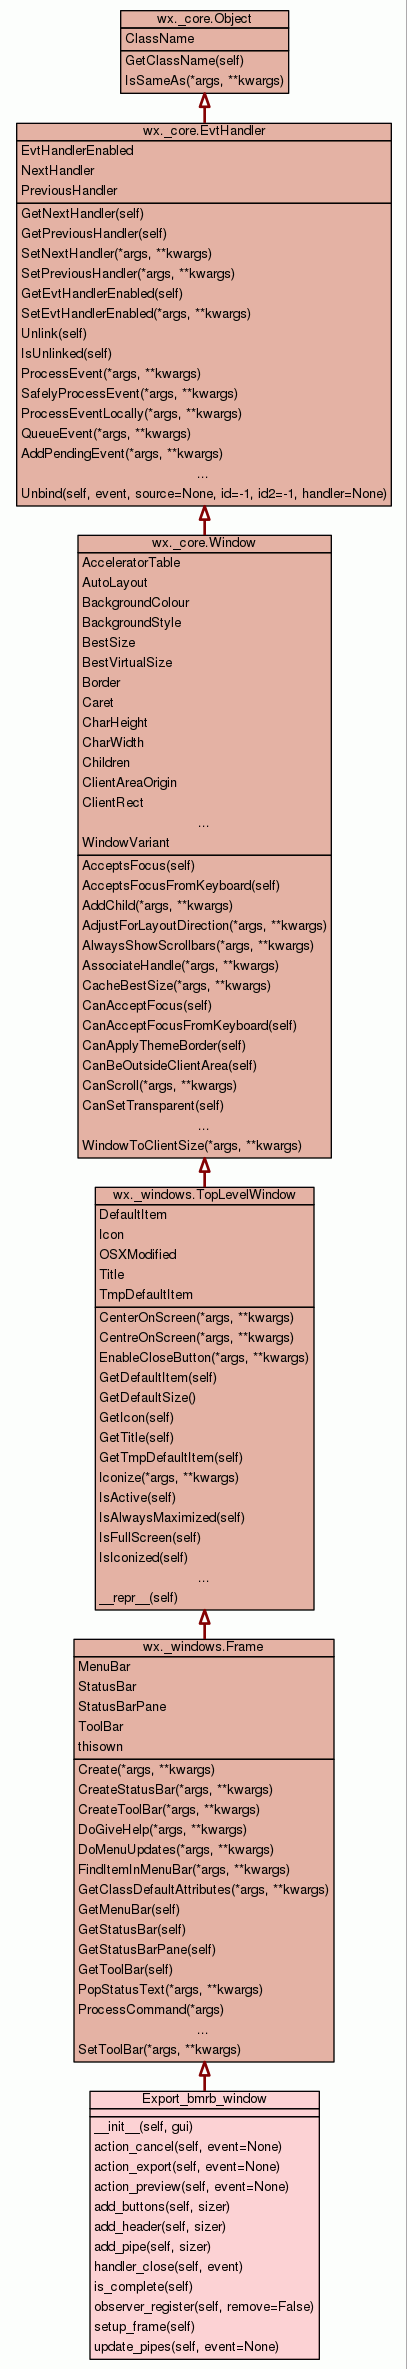 wx._core.Object
ClassName
GetClassName(self)
IsSameAs(*args, **kwargs)
wx._core.EvtHandler
EvtHandlerEnabled
NextHandler
PreviousHandler
GetNextHandler(self)
GetPreviousHandler(self)
SetNextHandler(*args, **kwargs)
SetPreviousHandler(*args, **kwargs)
GetEvtHandlerEnabled(self)
SetEvtHandlerEnabled(*args, **kwargs)
Unlink(self)
IsUnlinked(self)
ProcessEvent(*args, **kwargs)
SafelyProcessEvent(*args, **kwargs)
ProcessEventLocally(*args, **kwargs)
QueueEvent(*args, **kwargs)
AddPendingEvent(*args, **kwargs)
...
Unbind(self, event, source=None, id=-1, id2=-1, handler=None)
wx._core.Window
AcceleratorTable
AutoLayout
BackgroundColour
BackgroundStyle
BestSize
BestVirtualSize
Border
Caret
CharHeight
CharWidth
Children
ClientAreaOrigin
ClientRect
...
WindowVariant
AcceptsFocus(self)
AcceptsFocusFromKeyboard(self)
AddChild(*args, **kwargs)
AdjustForLayoutDirection(*args, **kwargs)
AlwaysShowScrollbars(*args, **kwargs)
AssociateHandle(*args, **kwargs)
CacheBestSize(*args, **kwargs)
CanAcceptFocus(self)
CanAcceptFocusFromKeyboard(self)
CanApplyThemeBorder(self)
CanBeOutsideClientArea(self)
CanScroll(*args, **kwargs)
CanSetTransparent(self)
...
WindowToClientSize(*args, **kwargs)
wx._windows.TopLevelWindow
DefaultItem
Icon
OSXModified
Title
TmpDefaultItem
CenterOnScreen(*args, **kwargs)
CentreOnScreen(*args, **kwargs)
EnableCloseButton(*args, **kwargs)
GetDefaultItem(self)
GetDefaultSize()
GetIcon(self)
GetTitle(self)
GetTmpDefaultItem(self)
Iconize(*args, **kwargs)
IsActive(self)
IsAlwaysMaximized(self)
IsFullScreen(self)
IsIconized(self)
...
__repr__(self)
wx._windows.Frame
MenuBar
StatusBar
StatusBarPane
ToolBar
thisown
Create(*args, **kwargs)
CreateStatusBar(*args, **kwargs)
CreateToolBar(*args, **kwargs)
DoGiveHelp(*args, **kwargs)
DoMenuUpdates(*args, **kwargs)
FindItemInMenuBar(*args, **kwargs)
GetClassDefaultAttributes(*args, **kwargs)
GetMenuBar(self)
GetStatusBar(self)
GetStatusBarPane(self)
GetToolBar(self)
PopStatusText(*args, **kwargs)
ProcessCommand(*args)
...
SetToolBar(*args, **kwargs)
Export_bmrb_window
__init__(self, gui)
action_cancel(self, event=None)
action_export(self, event=None)
action_preview(self, event=None)
add_buttons(self, sizer)
add_header(self, sizer)
add_pipe(self, sizer)
handler_close(self, event)
is_complete(self)
observer_register(self, remove=False)
setup_frame(self)
update_pipes(self, event=None)